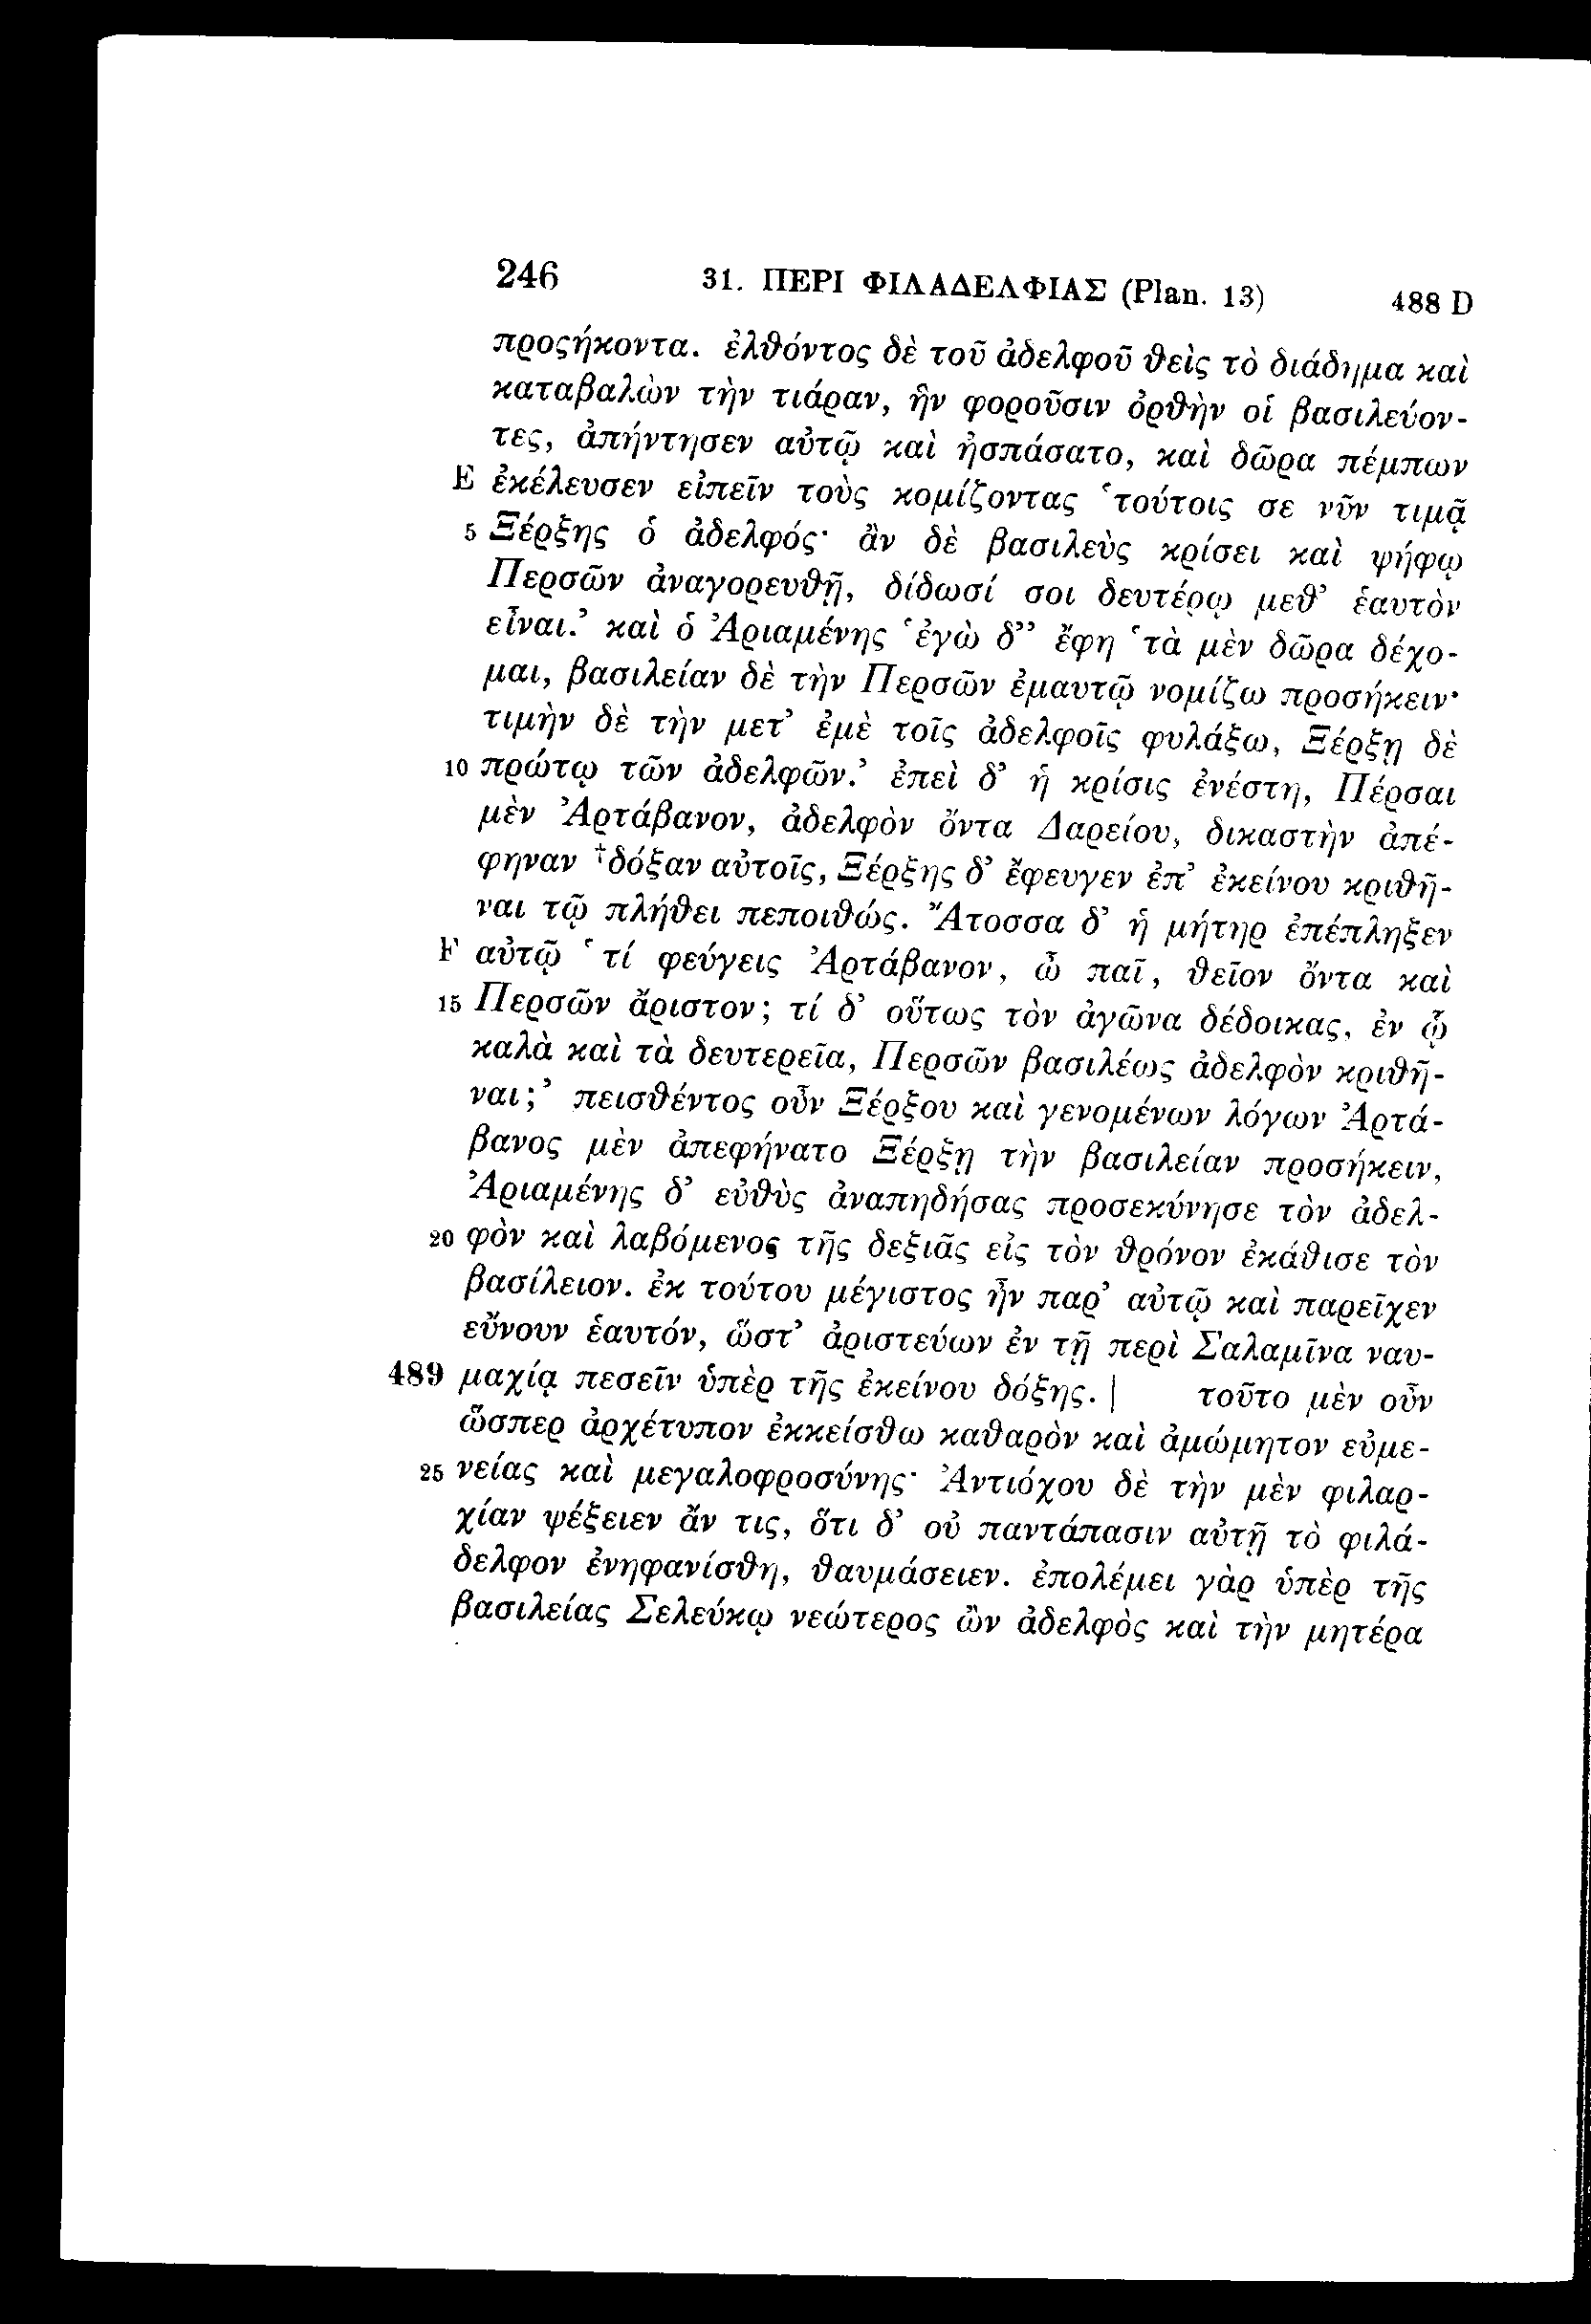 246 31. ΠΕΡΙ ΦΙΛΑΔΕΛΦΙΑΣ (Plan. 13) 488 D
προςήκοντα. ἐλθόντος δὲ τοῦ ἀδελφοῦ θεὶς τὸ διάδημα καὶ
καταβαλὼν τὴν τιάραν, ἣν φοροῦσιν ὀρθὴν οἱ βασιλεύον-
τες, ἀπήντησεν αὐτῷ καὶ ἠσπάσατο, καὶ δῶρα πέμπων
E ἐκέλευσεν εἰπεῖν τοὺς κομίζοντας ‘τούτοις σε νῦν τιμᾷ
5 Ξέρξης ὁ ἀδελφός· ἂν δὲ βασιλεὺς κρίσει καὶ ψήφῳ
Περσῶν ἀναγορευθῇ, δίδωσί σοι δευτέρῳ μεθ’ ἑαυτὸν
εἶναι.’ καὶ ὁ Ἀριαμένης ‘ἐγὼ δ’’ ἔφη ‘τὰ μὲν δῶρα δέχο-
μαι, βασιλείαν δὲ τὴν Περσῶν ἐμαυτῷ νομίζω προσήκειν·
τιμὴν δὲ τὴν μετ’ ἐμὲ τοῖς ἀδελφοῖς φυλάξω, Ξέρξῃ δὲ
10 πρώτῳ τῶν ἀδελφῶν.’ ἐπεὶ δ’ ἡ κρίσις ἐνέστη, Πέρσαι
μὲν Ἀρτάβανον, ἀδελφὸν ὄντα Δαρείου, δικαστὴν ἀπέ-
φηναν †δόξαν αὐτοῖς, Ξέρξης δ’ ἔφευγεν ἐπ’ ἐκείνου κριθῆ-
ναι τῷ πλήθει πεποιθώς. Ἄτοσσα δ’ ἡ μήτηρ ἐπέπληξεν
F αὐτῷ ‘τί φεύγεις Ἀρτάβανον, ὦ παῖ, θεῖον ὄντα καὶ
15 Περσῶν ἄριστον; τί δ’ οὕτως τὸν ἀγῶνα δέδοικας, ἐν ᾧ
καλὰ καὶ τὰ δευτερεῖα, Περσῶν βασιλέως ἀδελφὸν κριθῆ-
ναι;’ πεισθέντος οὖν Ξέρξου καὶ γενομένων λόγων Ἀρτά-
βανος μὲν ἀπεφήνατο Ξέρξῃ τὴν βασιλείαν προσήκειν,
Ἀριαμένης δ’ εὐθὺς ἀναπηδήσας προσεκύνησε τὸν ἀδελ-
20 φὸν καὶ λαβόμενος τῆς δεξιᾶς εἰς τὸν θρόνον ἐκάθισε τὸν
βασίλειον. ἐκ τούτου μέγιστος ἦν παρ’ αὐτῷ καὶ παρεῖχεν
εὔνουν ἑαυτόν, ὥστ’ ἀριστεύων ἐν τῇ περὶ Σαλαμῖνα ναυ-
489 μαχίᾳ πεσεῖν ὑπὲρ τῆς ἐκείνου δόξης. | τοῦτο μὲν οὖν
ὥσπερ ἀρχέτυπον ἐκκείσθω καθαρὸν καὶ ἀμώμητον εὐμε-
25 νείας καὶ μεγαλοφροσύνης· Ἀντιόχου δὲ τὴν μὲν φιλαρ-
χίαν ψέξειεν ἄν τις, ὅτι δ’ οὐ παντάπασιν αὐτῇ τὸ φιλά-
δελφον ἐνηφανίσθη, θαυμάσειεν. ἐπολέμει γὰρ ὑπὲρ τῆς
βασιλείας Σελεύκῳ νεώτερος ὢν ἀδελφὸς καὶ τὴν μητέρα